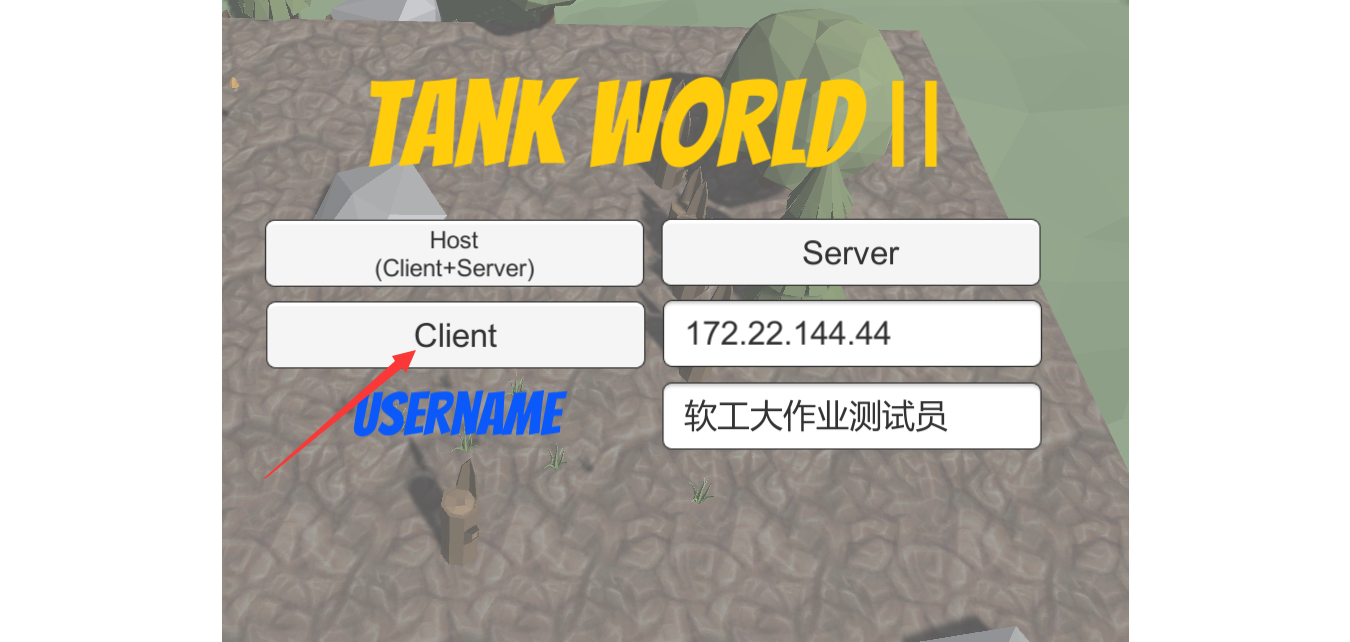 TANK WORLD II
Host
(Client+Server)
Server
Client
172.22.144.44
USERNAME
软工大作业测试员